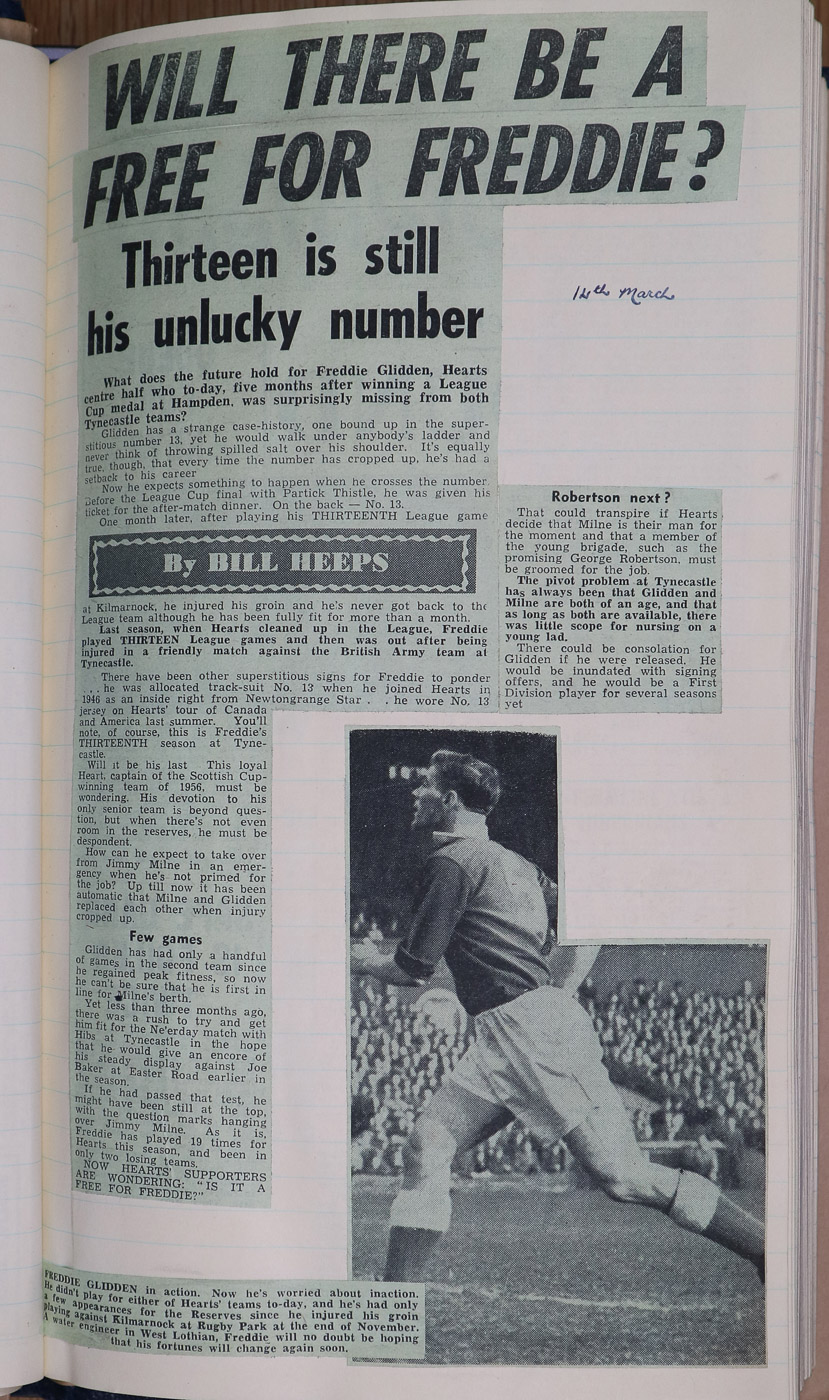 WILL THERE BE A
FREE FOR FREDDIE?
Thirteen is still
his unlucky number
14th March
What does the future hold for Freddie Glidden, Hearts
centre half who to-day, five months after winning a League
Cup medal at Hampden, was surprisingly missing from both
Tynecastle teams?
Glidden has a strange case-history, one bound up in the super-
stitious number 13, yet he would walk under anybody's ladder and
never think of throwing spilled salt over his shoulder. It's equally
true, though, that every time the number has cropped up, he's had a
setback to his career
Now he expects something to happen when he crosses the number.
Before the League Cup final with Partick Thistle, he was given his
ticket for the after-match dinner. On the back — No. 13.
One month later, after playing his THIRTEENTH League game
By BILL HEEPS
at Kilmarnock, he injured his groin and he's never got back to the
League team although he has been fully fit for more than a month.
Last season, when Hearts cleaned up in the League, Freddie
played THIRTEEN League games and then was out after being
injured in a friendly match against the British Army team at
Tynecastle.
There have been other superstitious signs for Freddie to ponder
. . . he was allocated track-suit No. 13 when he joined Hearts in
1946 as an inside right from Newtongrange Star . . he wore No. 13
jersey on Hearts' tour of Canada
and America last summer. You'll
note, of course, this is Freddie's
THIRTEENTH season at Tyne-
castle.
Will it be his last This loyal
Heart, captain of the Scottish Cup-
winning team of 1956, must be
wondering. His devotion to his
only senior team is beyond ques-
tion, but when there's not even
room in the reserves, he must be
despondent.
How can he expect to take over
from Jimmy Milne in an emer-
gency when he's not primed for
the job? Up till now it has been
automatic that Milne and Glidden
replaced each other when injury
cropped up.
Few games
Glidden has had only a handful
of games in the second team since
he regained peak fitness, so now
he can't be sure that he is first in
line for Milne's berth.
Yet less than three months ago,
there was a rush to try and get
him fit for the Ne'erday match with
Hibs at Tynecastle in the hope
that he would give an encore of
his steady display against Joe
Baker at Easter Road earlier in
the season.
If he had passed that test, he
might have been still at the top,
with the question marks hanging
over Jimmy Milne. As it is,
Freddie has played 19 times for
Hearts this season, and been in
only two losing teams.
NOW HEARTS' SUPPORTERS
ARE WONDERING: "IS IT A
FREE FOR FREDDIE?"
Robertson next?
That could transpire if Hearts
decide that Milne is their man for
the moment and that a member of
the young brigade, such as the
promising George Robertson, must
be groomed for the job.
The pivot problem at Tynecastle
has always been that Glidden and
Milne are both of an age, and that
as long as both are available, there
was little scope for nursing on a
young lad.
There could be consolation for
Glidden if he were released. He
would be inundated with signing
offers, and he would be a First
Division player for several seasons
yet
FREDDIE GLIDDEN in action. Now he's worried about inaction.
He didn't play for either of Hearts' teams to-day, and he's had only
a few appearances for the Reserves since he injured his groin
playing against Kilmarnock at Rugby Park at the end of November.
A water engineer in West Lothian, Freddie will no doubt be hoping
that his fortunes will change again soon.